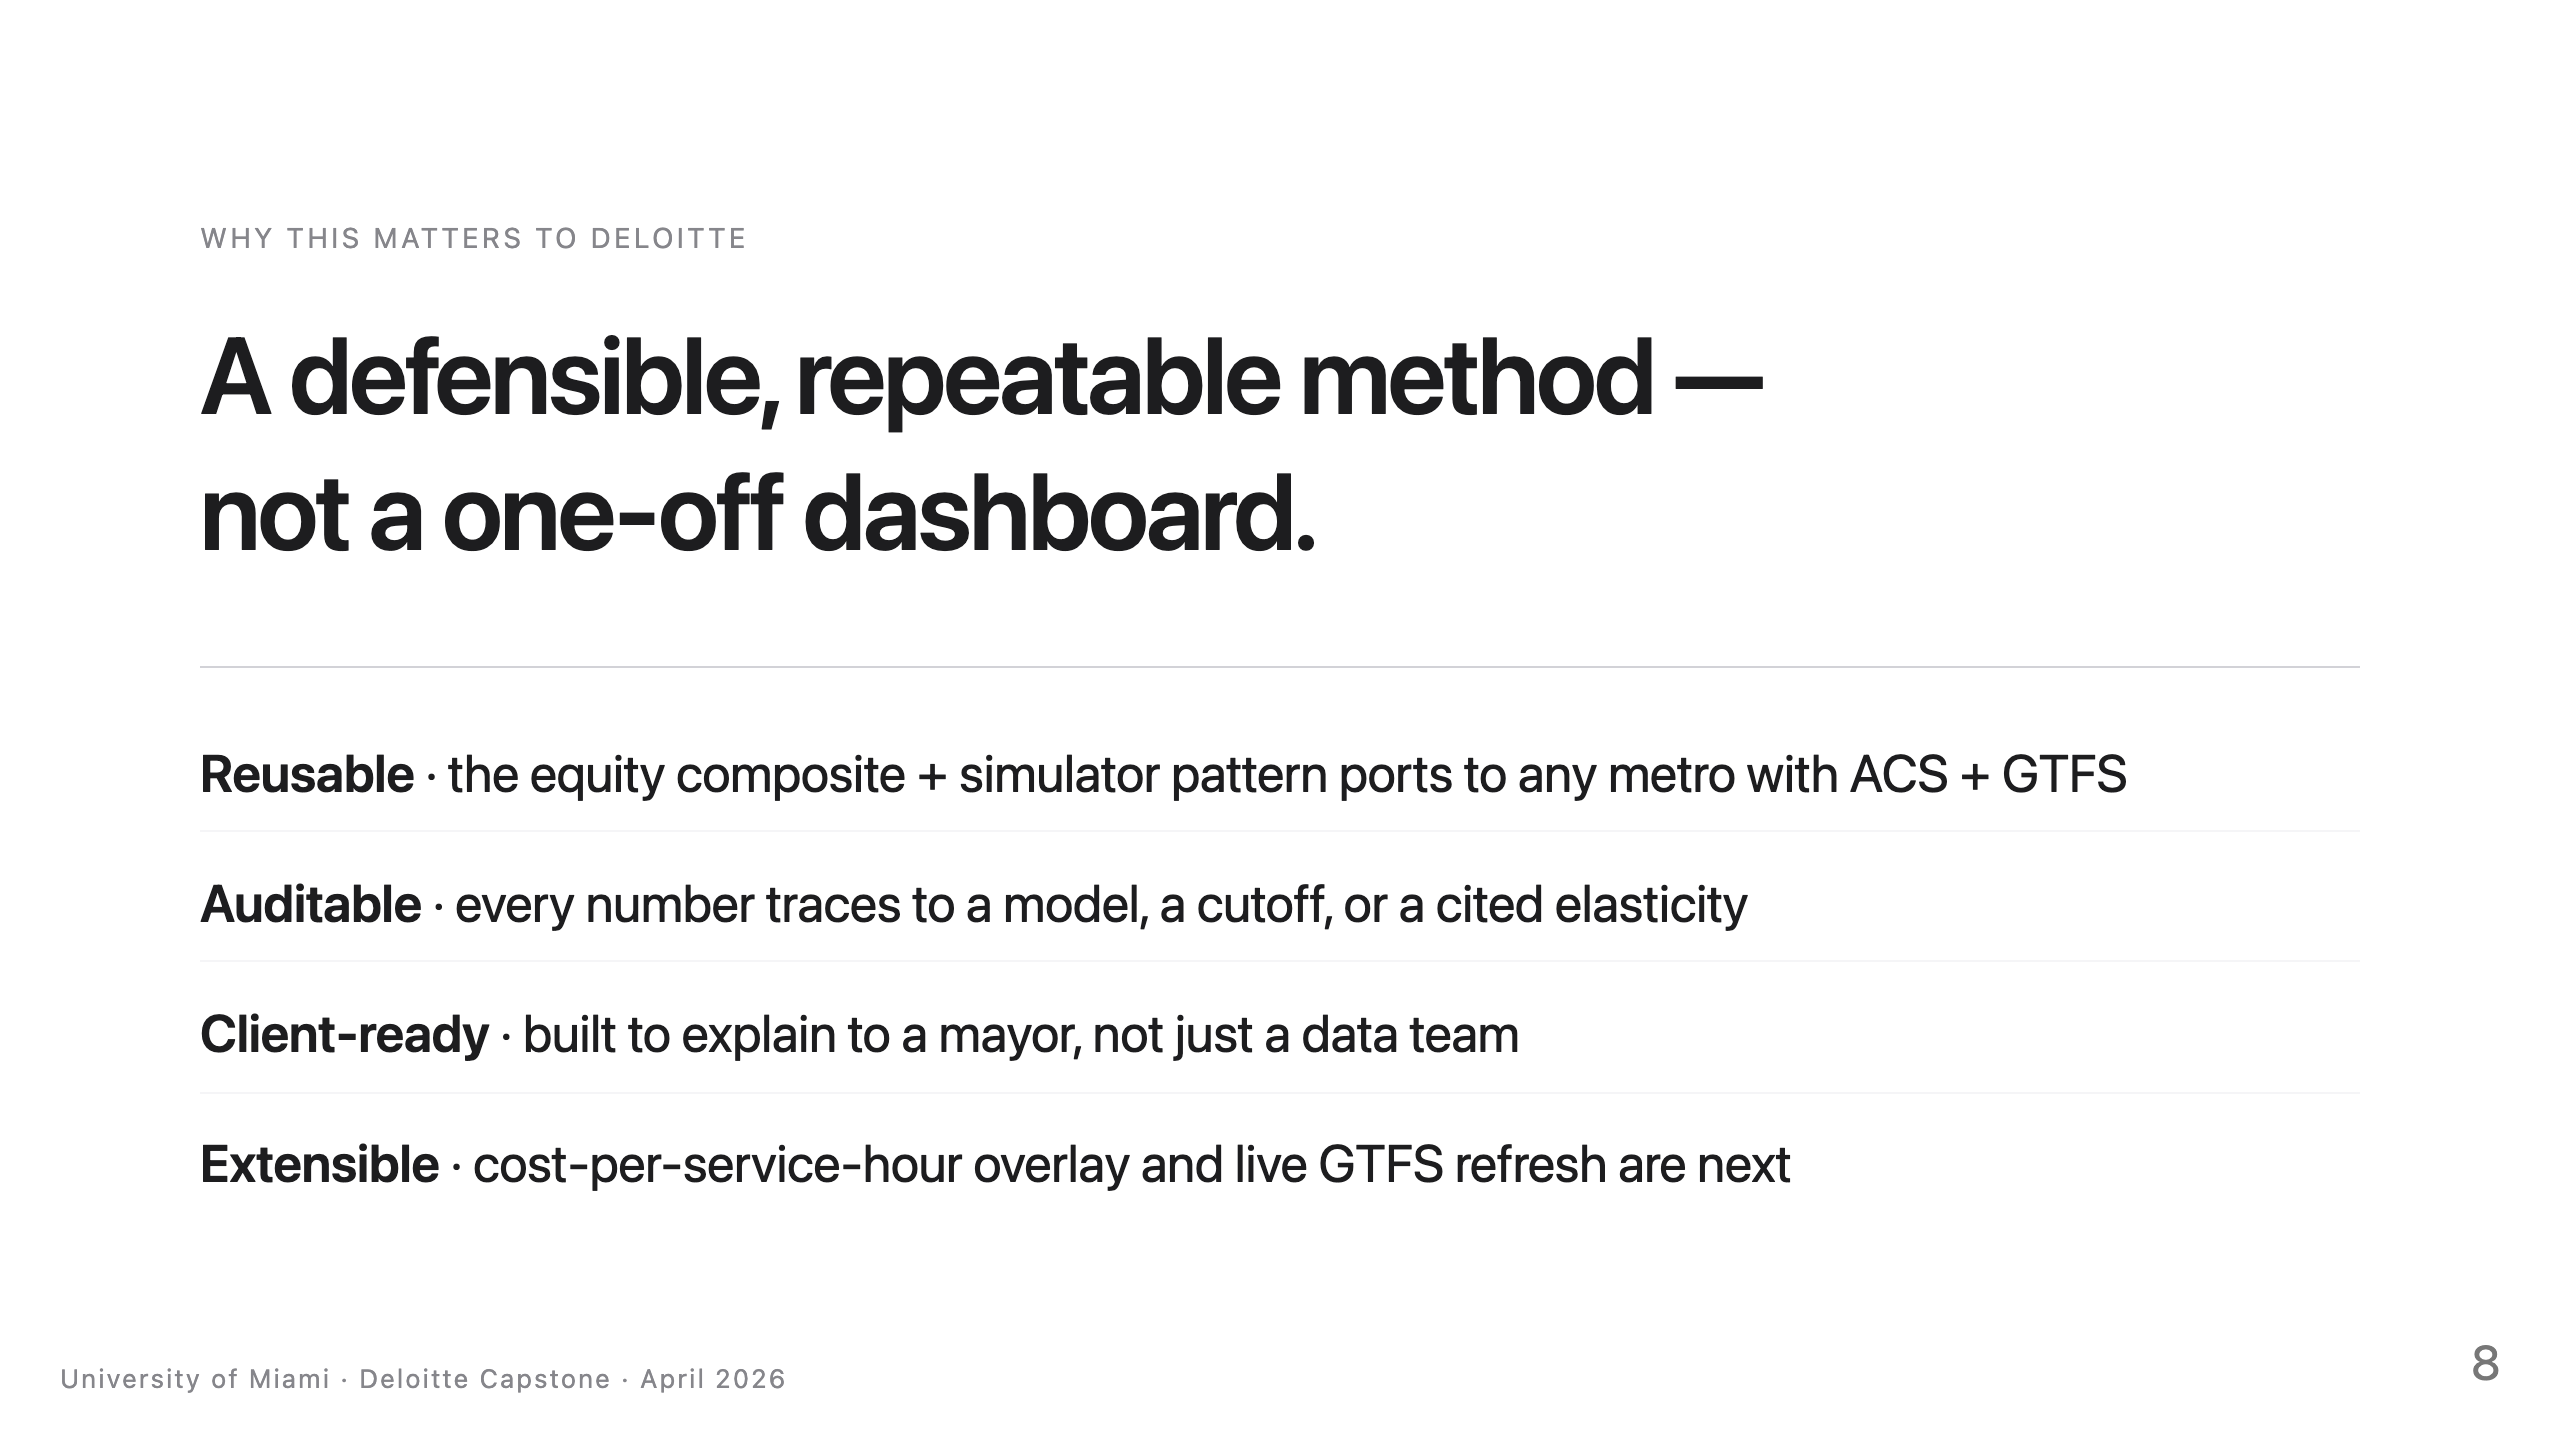 WHY THIS MATTERS TO DELOITTE
A defensible, repeatable method —
not a one-off dashboard.
Reusable · the equity composite + simulator pattern ports to any metro with ACS + GTFS
Auditable · every number traces to a model, a cutoff, or a cited elasticity
Client-ready · built to explain to a mayor, not just a data team
Extensible · cost-per-service-hour overlay and live GTFS refresh are next
University of Miami · Deloitte Capstone · April 2026
8